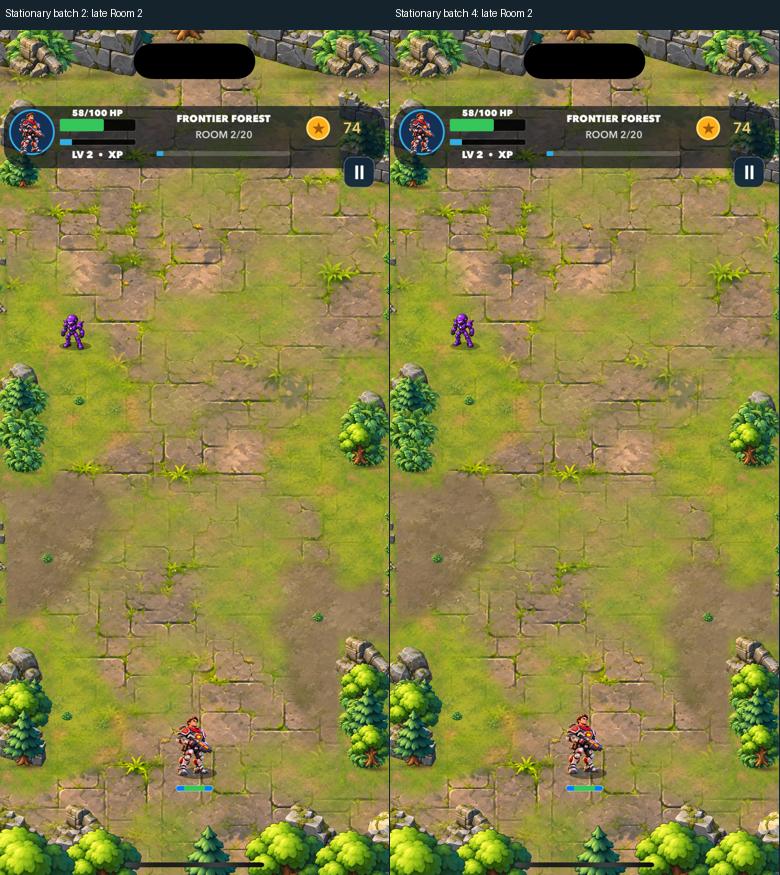 Stationary batch 2: late Room 2
58/100 HP
FRONTIER FOREST
ROOM 2/20
74
LV 2 • XP
Stationary batch 4: late Room 2
58/100 HP
FRONTIER FOREST
ROOM 2/20
74
LV 2 • XP